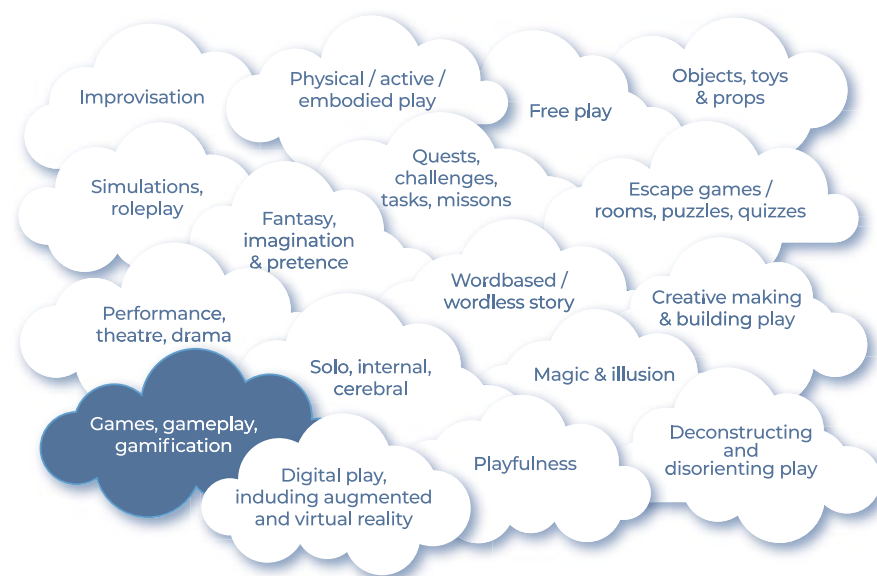 Improvisation
Physical / active /
embodied play
Free play
Objects, toys
& props
Simulations,
roleplay
Quests,
challenges,
tasks, missons
Escape games /
rooms, puzzles, quizzes
Fantasy,
imagination
& pretence
Wordbased /
wordless story
Creative making
& building play
Performance,
theatre, drama
Solo, internal,
cerebral
Magic & illusion
Games, gameplay,
gamification
Digital play,
induding augmented
and virtual reality
Playfulness
Deconstructing
and
disorienting play